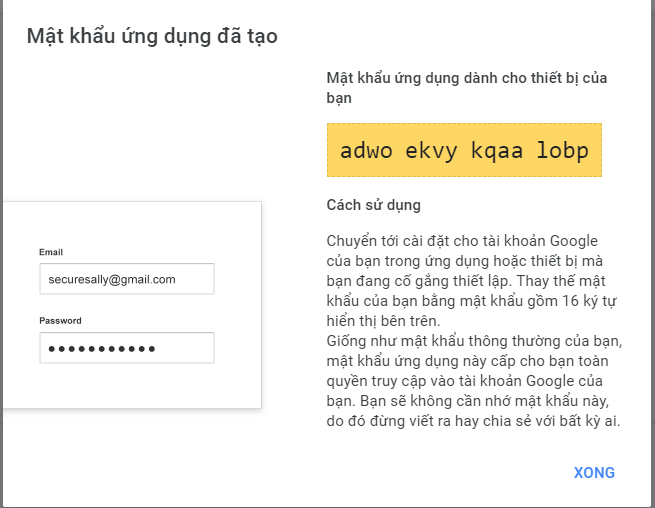 Mật khẩu ứng dụng đã tạo
Mật khẩu ứng dụng dành cho thiết bị của
bạn
adwo ekvy kqaa lobp
Cách sử dụng
Email
securesally@gmail.com
Password
Chuyển tới cài đặt cho tài khoản Google
của bạn trong ứng dụng hoặc thiết bị mà
bạn đang cố gắng thiết lập. Thay thế mật
khẩu của bạn bằng mật khẩu gồm 16 ký tự
hiển thị bên trên.
Giống như mật khẩu thông thường của bạn,
mật khẩu ứng dụng này cấp cho bạn toàn
quyền truy cập vào tài khoản Google của
bạn. Bạn sẽ không cần nhớ mật khẩu này,
do đó đừng viết ra hay chia sẻ với bất kỳ ai.
XONG